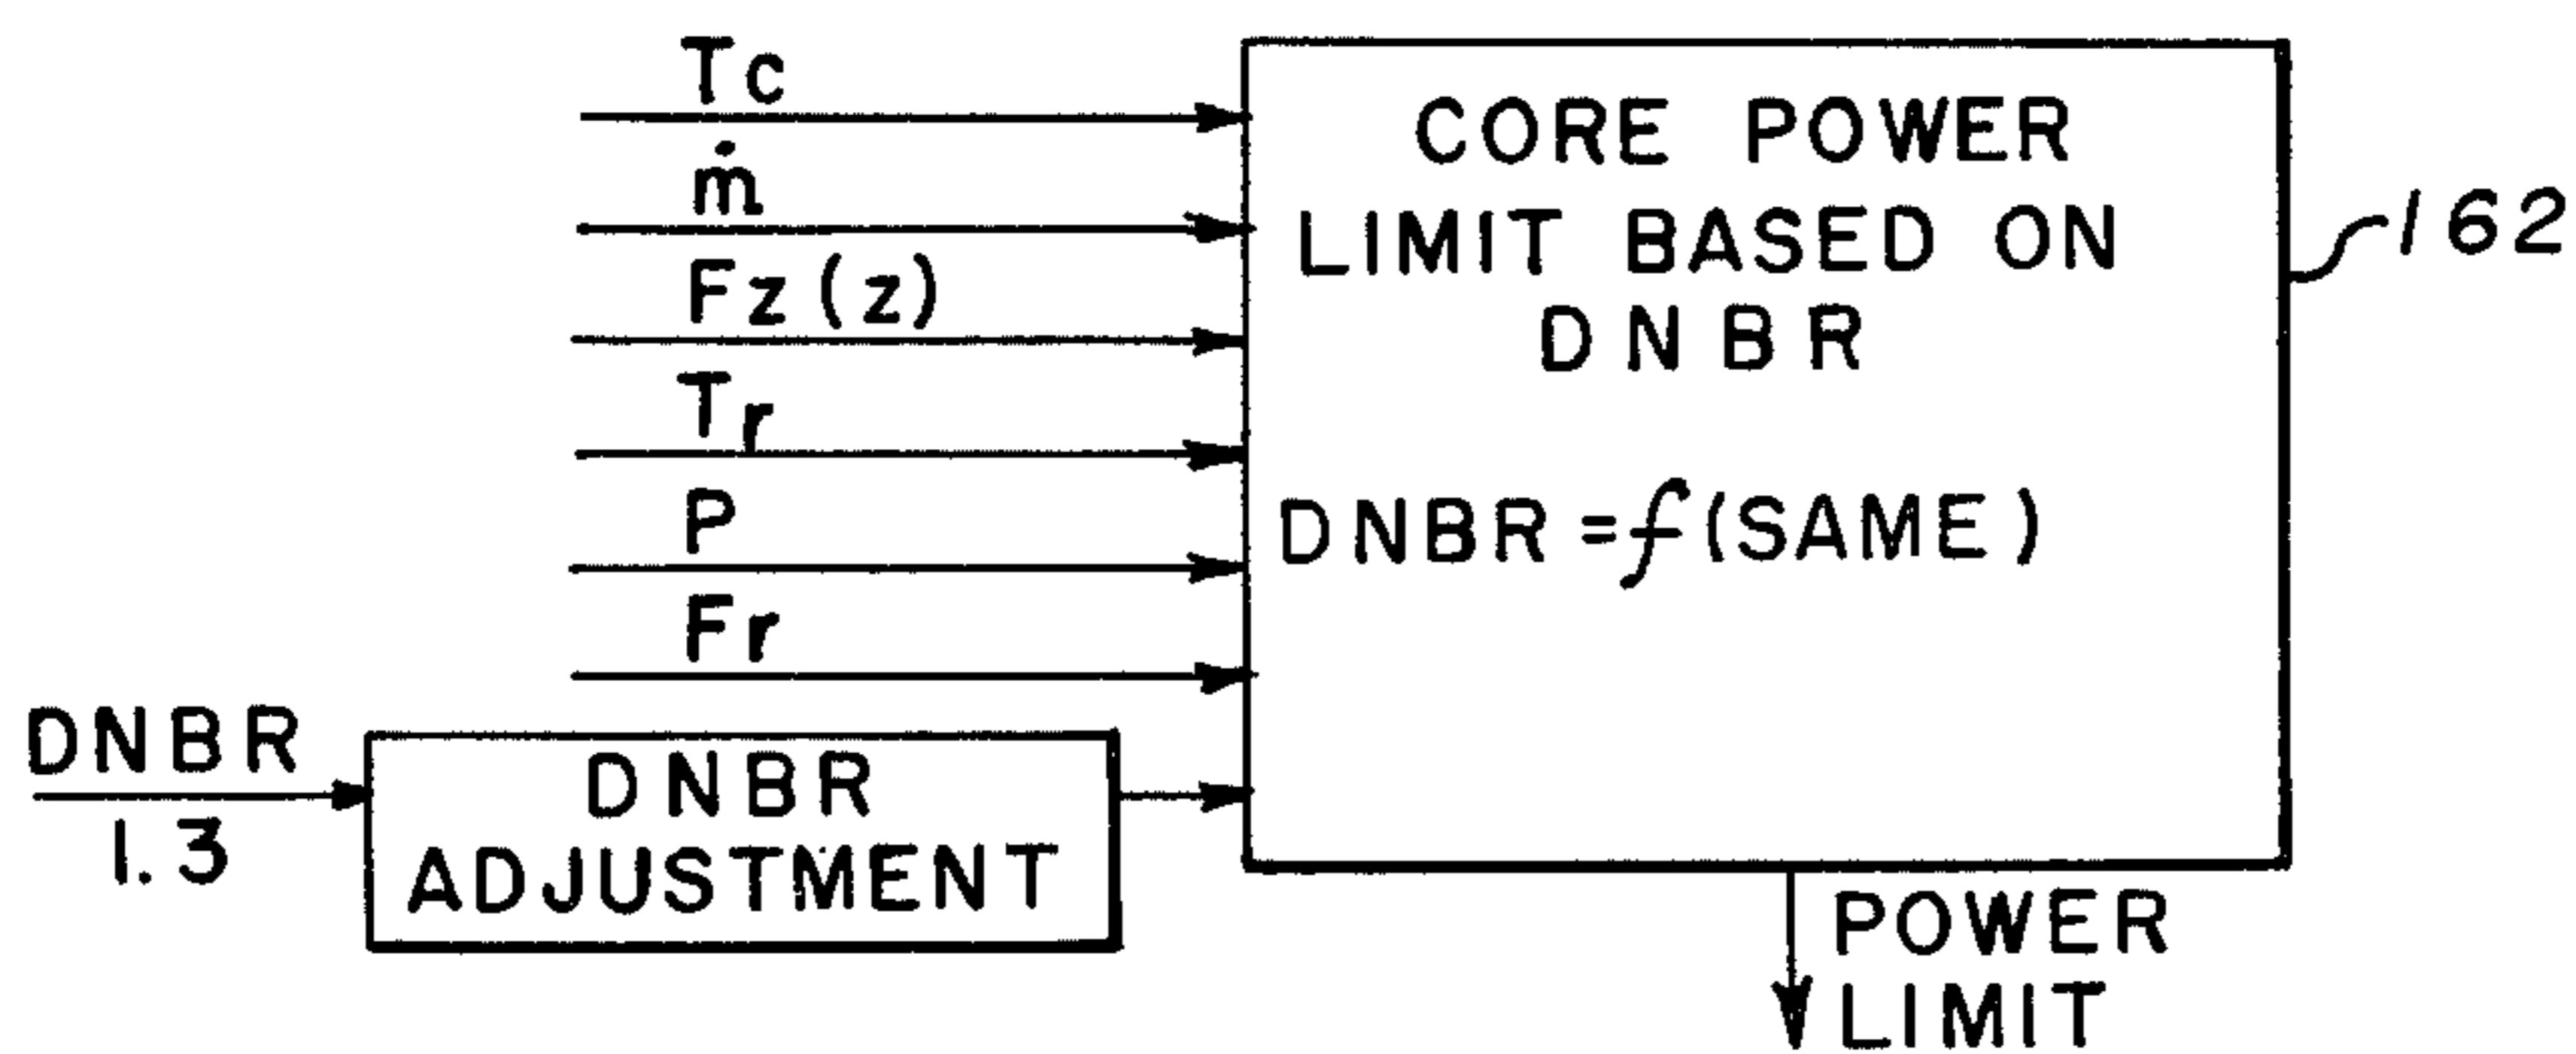 Tc
ṁ
Fz (z)
Tr
P
Fr
DNBR
1.3
DNBR
ADJUSTMENT
CORE POWER
LIMIT BASED ON
DNBR
DNBR = f (SAME)
162
POWER
LIMIT